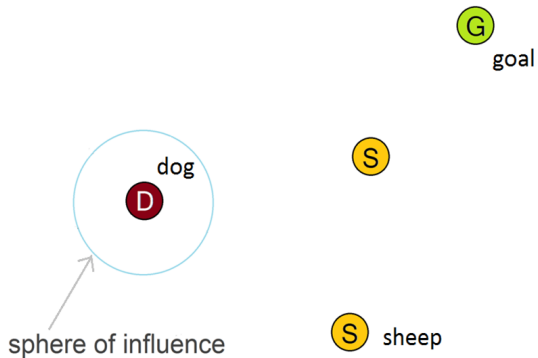 G
goal
S
dog
D
S
sheep
sphere of influence